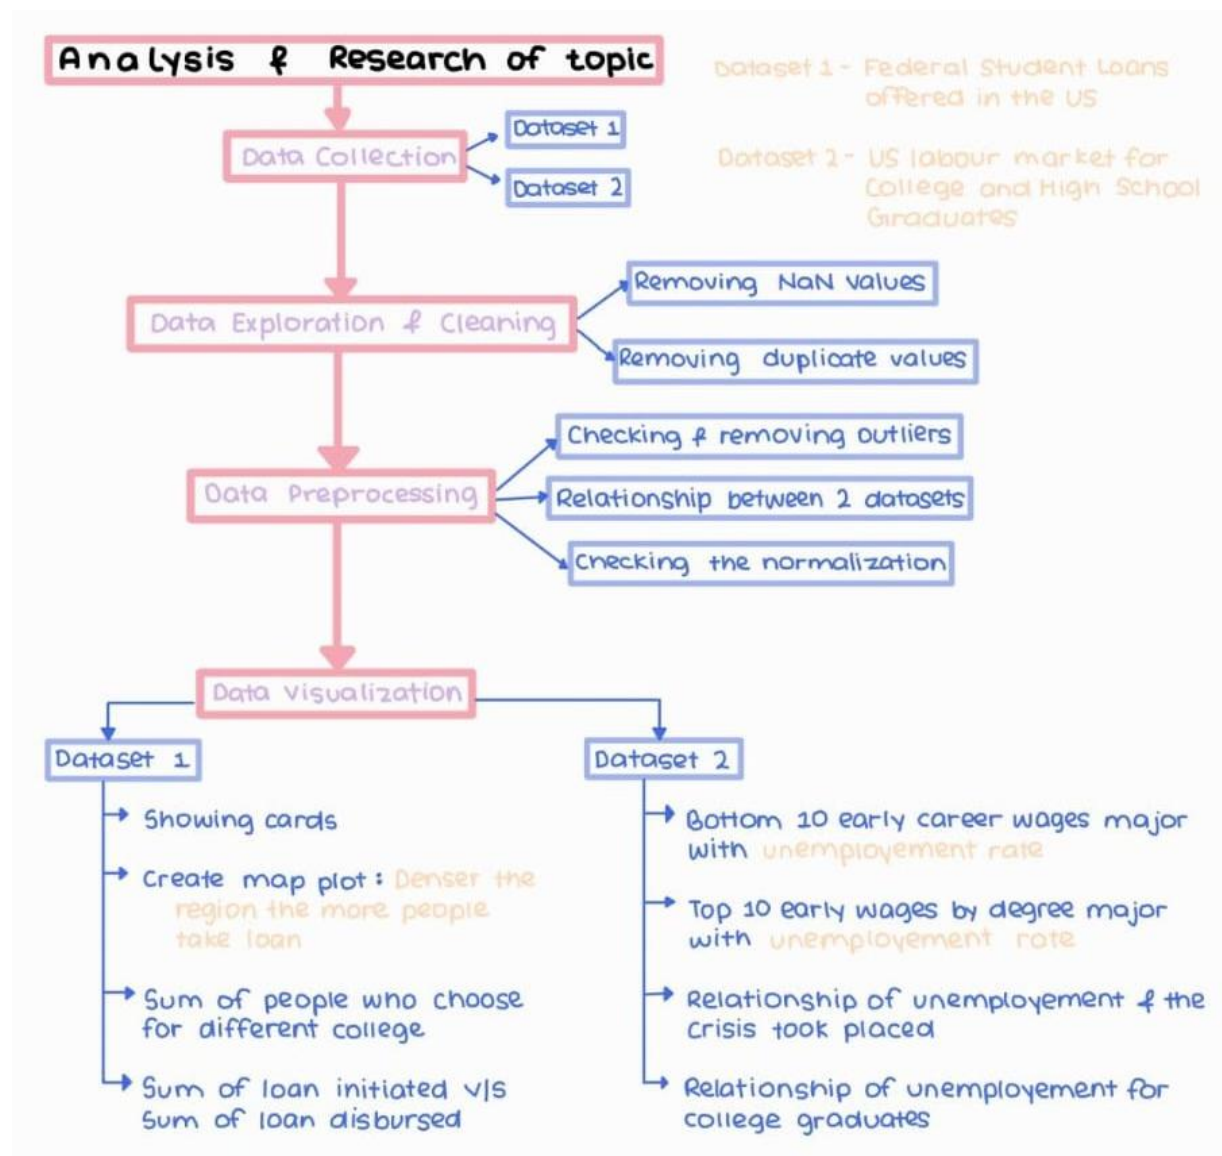 Analysis & Research of topic
Dataset 1 - Federal Student Loans
offered in the US
Data Collection
Dataset 1
Dataset 2
Dataset 2 - US labour market for
College and High School
Graduates
Data Exploration & Cleaning
Removing NaN values
Removing duplicate values
Data Preprocessing
Checking & removing outliers
Relationship between 2 datasets
Checking the normalization
Data Visualization
Dataset 1
Showing cards
Create map plot: Denser the
region the more people
take loan
Sum of people who choose
for different college
Sum of loan initiated v/s
Sum of loan disbursed
Dataset 2
Bottom 10 early career wages major
with unemployement rate
Top 10 early wages by degree major
with unemployement rate
Relationship of unemployement & the
crisis took placed
Relationship of unemployement for
college graduates